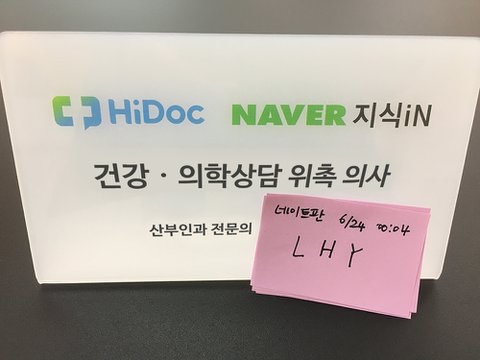 HiDoc NAVER 지식iN
건강 · 의학상담 위촉 의사
산부인과 전문의
네이트판 6/24 00:04
LHY